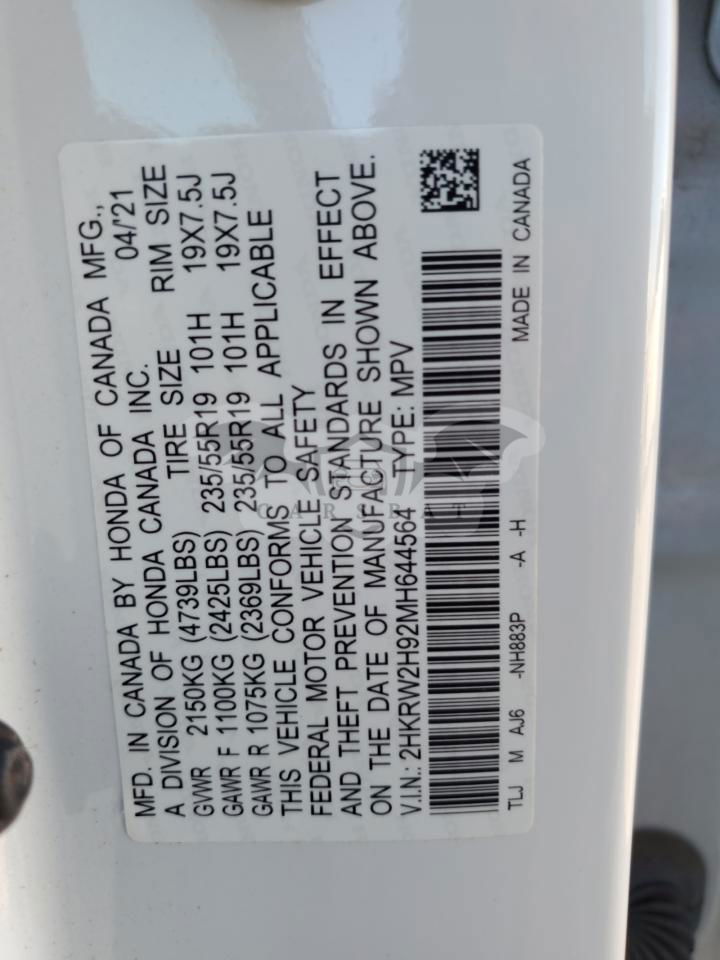 MFD. IN CANADA BY HONDA OF CANADA MFG.,
A DIVISION OF HONDA CANADA INC. 04/'21
TIRE SIZE RIM SIZE
GVWR 2150KG (4739LBS)
GAWR F 1100KG (2425LBS) 235/55R19 101H 19X7.5J
GAWR R 1075KG (2369LBS) 235/55R19 101H 19X7.5J
THIS VEHICLE CONFORMS TO ALL APPLICABLE
FEDERAL MOTOR VEHICLE SAFETY
AND THEFT PREVENTION STANDARDS IN EFFECT
ON THE DATE OF MANUFACTURE SHOWN ABOVE.
V.I.N.: 2HKRW2H92MH644564 TYPE: MPV
TLJ M AJ6 -NH883P -A -H MADE IN CANADA
CARSFAT